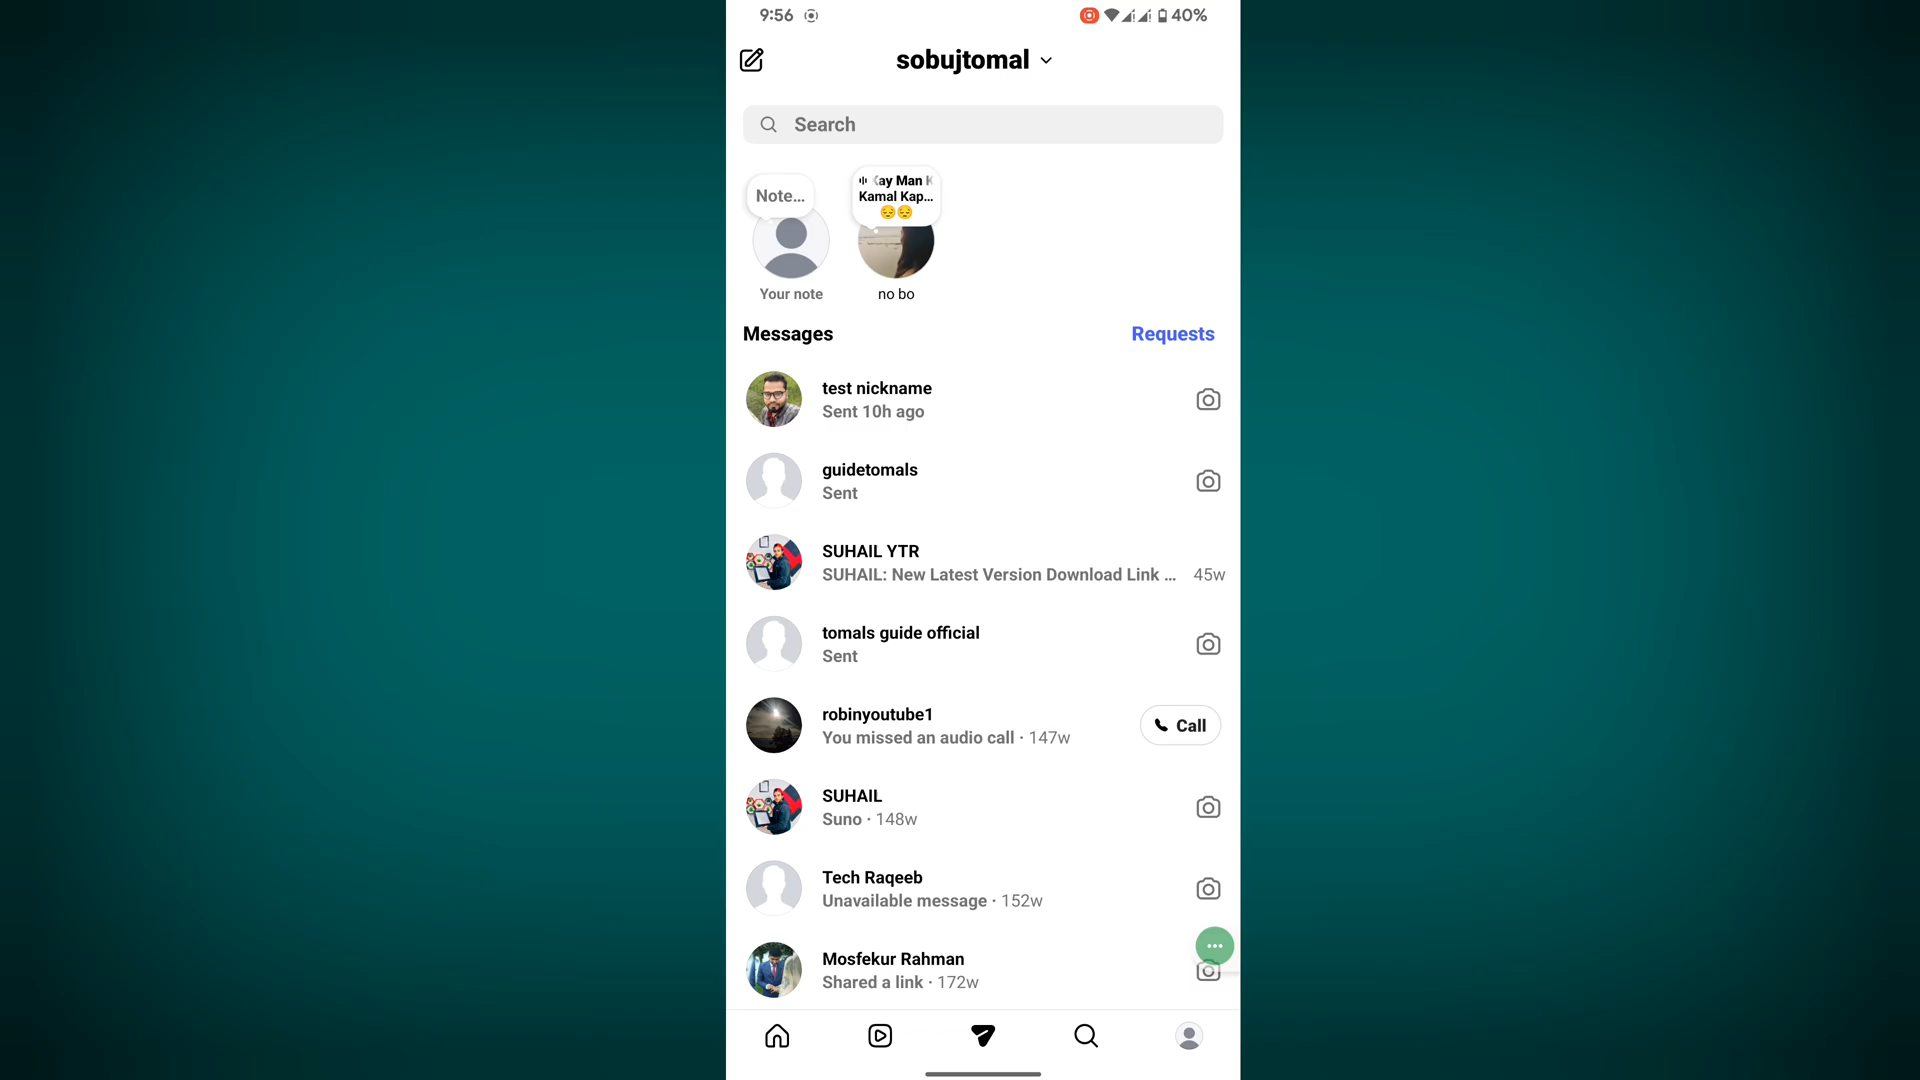 9:56
40%
sobujtomal
Search
Note...
Kay Man K
Kamal Kap...
😔😔
Your note
no bo
Messages
Requests
test nickname
Sent 10h ago
guidetomals
Sent
SUHAIL YTR
SUHAIL: New Latest Version Download Link ... 45w
tomals guide official
Sent
robinyoutube1
You missed an audio call · 147w
Call
SUHAIL
Suno · 148w
Tech Raqeeb
Unavailable message · 152w
Mosfekur Rahman
Shared a link · 172w